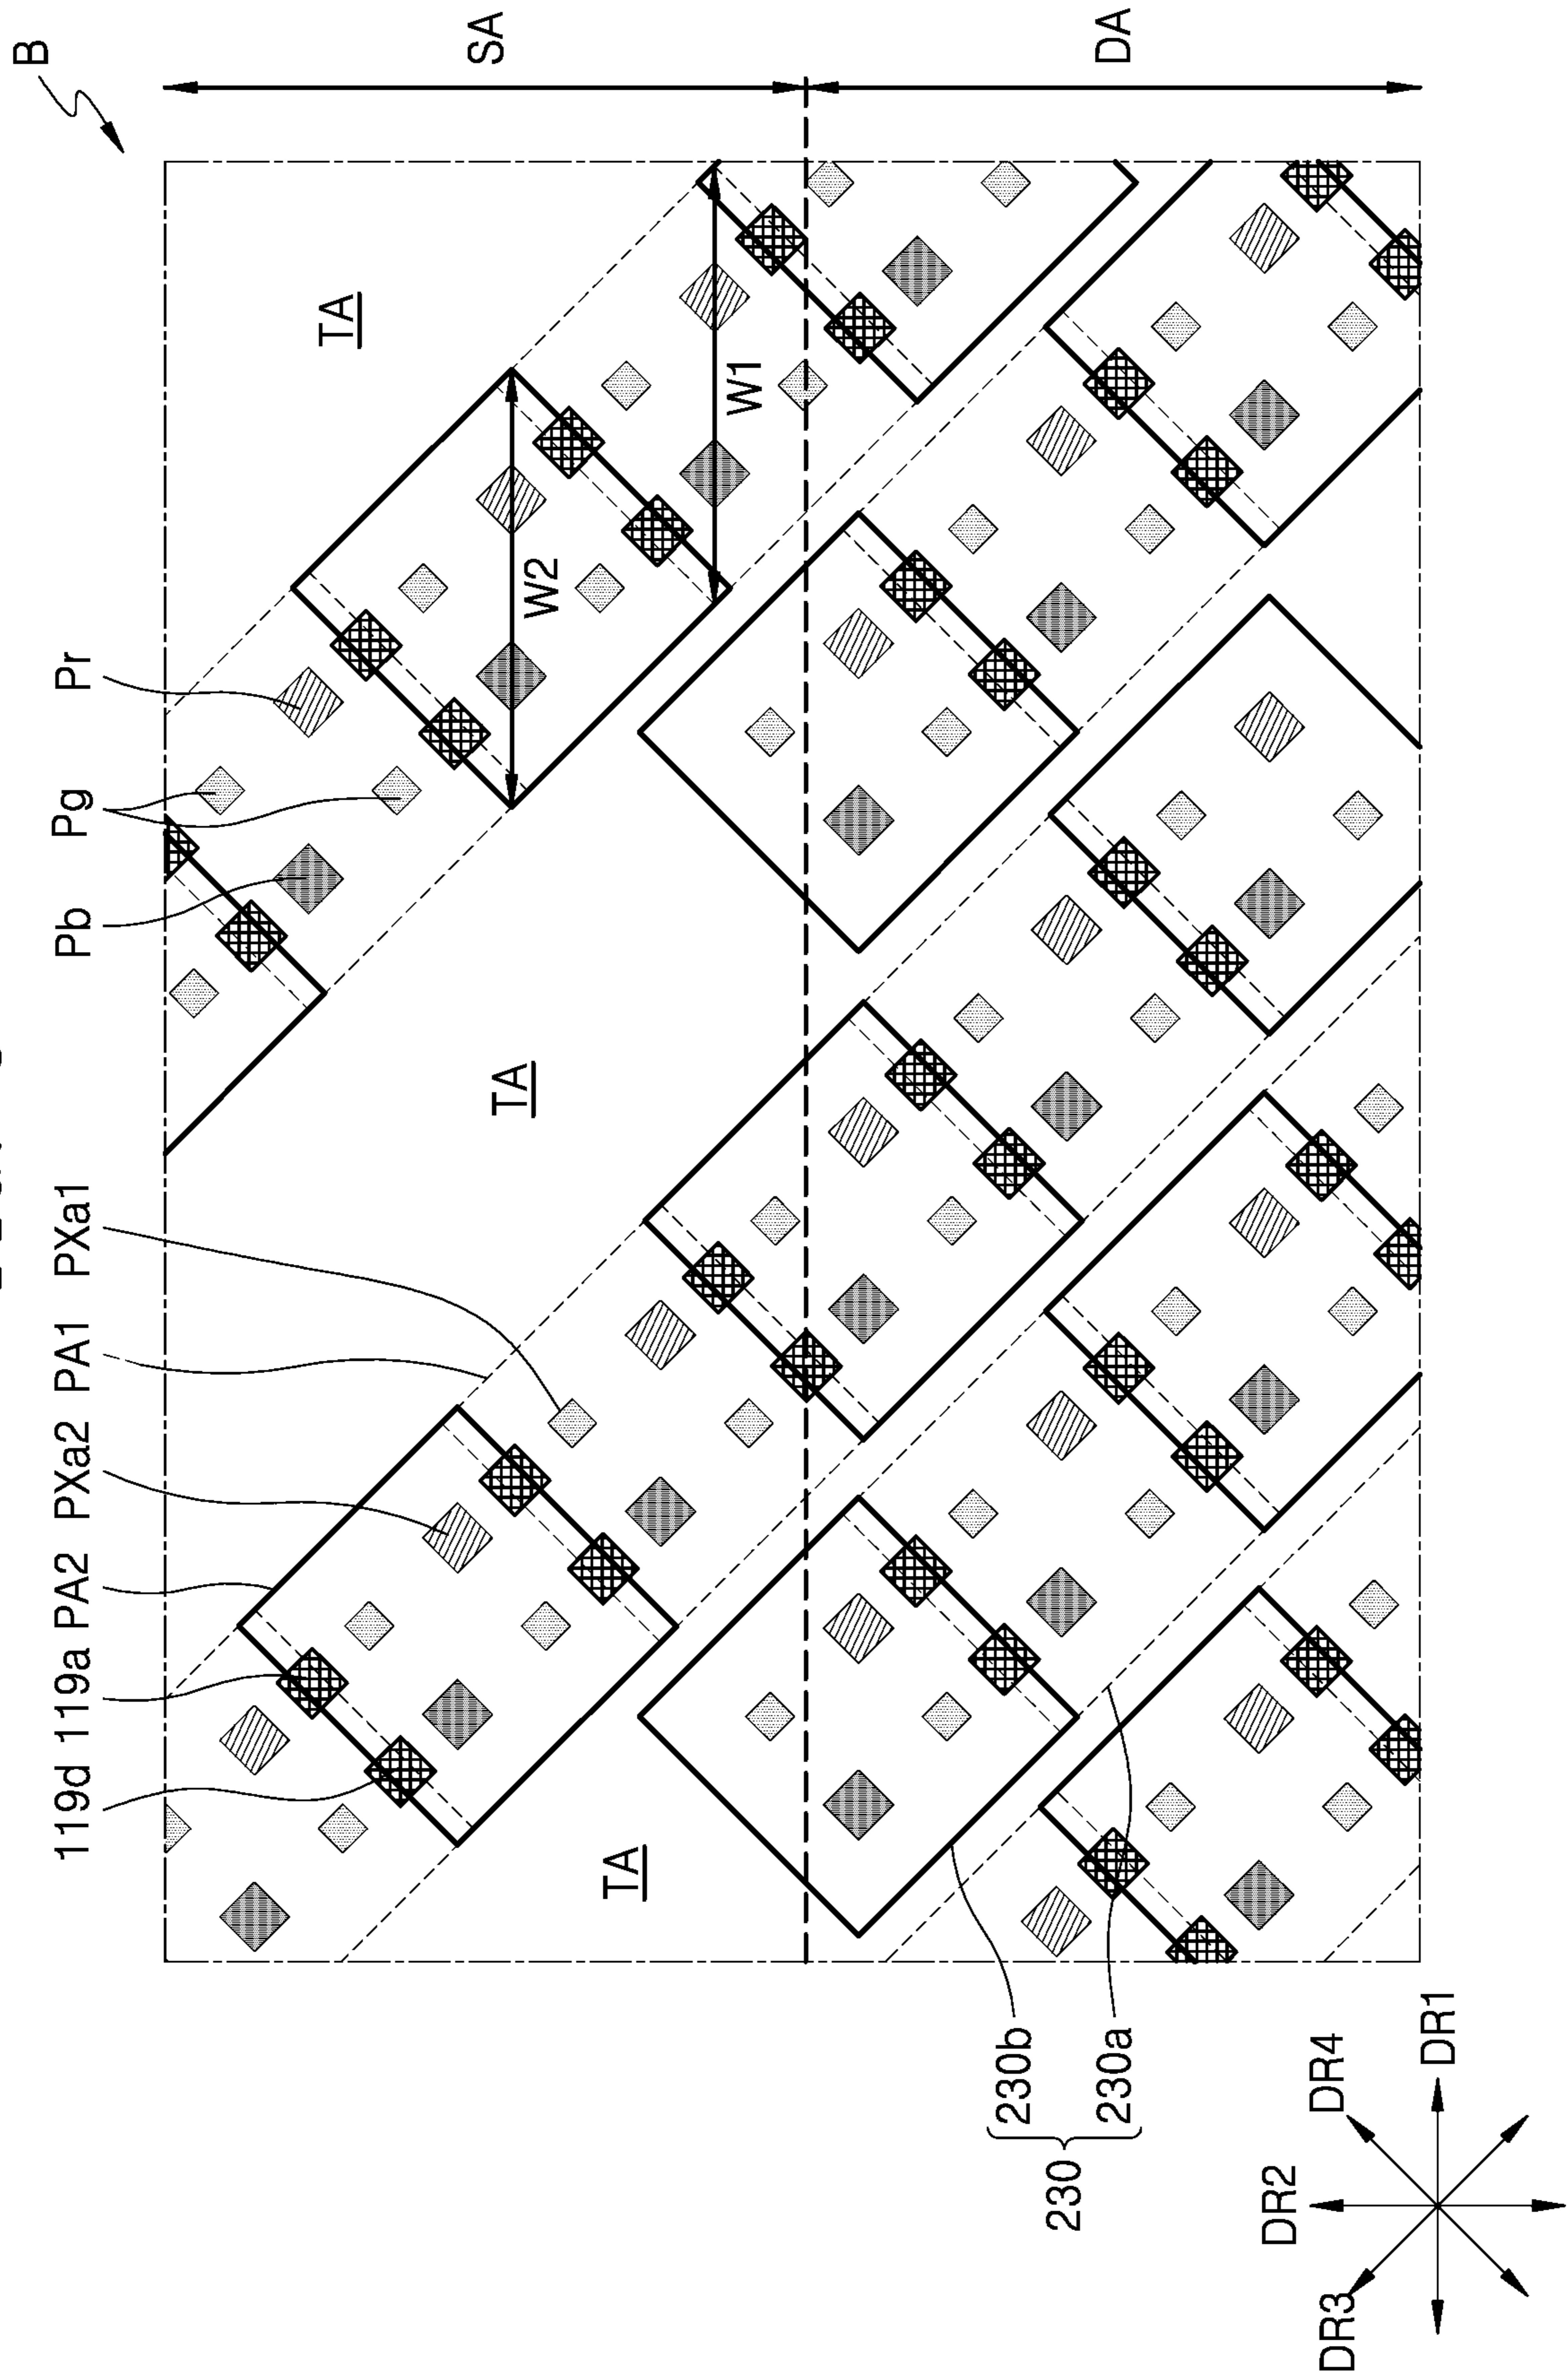 B
SA
DA
TA
TA
TA
W1
W2
Pr
Pg
Pb
PXa1
PA1
PXa2
PA2
119a
119d
230b
230a
230
DR1
DR4
DR2
DR3